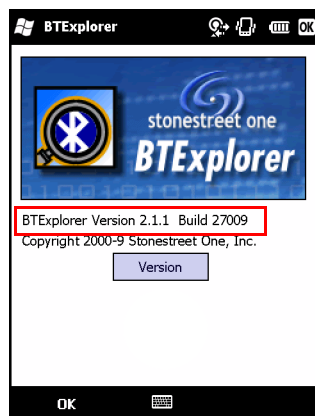 BTExplorer
OK
stonestreet one
BTExplorer
BTExplorer Version 2.1.1 Build 27009
Copyright 2000-9 Stonestreet One, Inc.
Version
OK